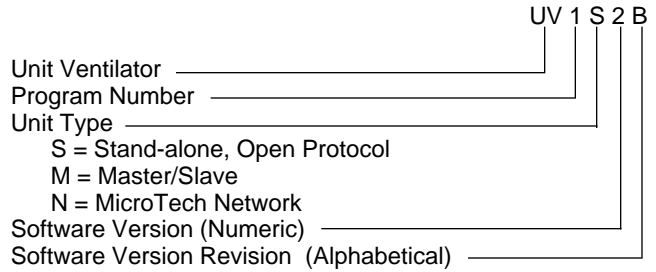 UV 1 S 2 B
Unit Ventilator
Program Number
Unit Type
S = Stand-alone, Open Protocol
M = Master/Slave
N = MicroTech Network
Software Version (Numeric)
Software Version Revision (Alphabetical)